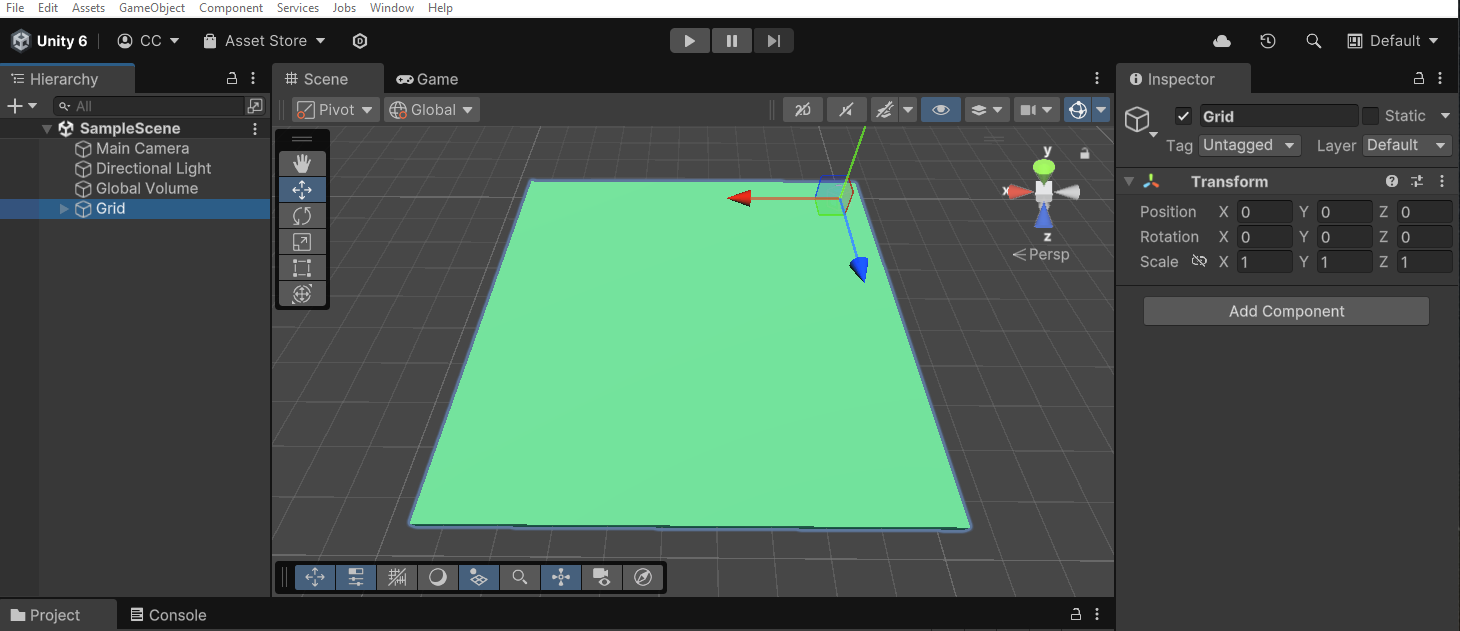 File Edit Assets GameObject Component Services Jobs Window Help
Unity 6 CC Asset Store Default
Hierarchy
All
SampleScene
Main Camera
Directional Light
Global Volume
Grid
Scene Game
Pivot Global 2D
y
x
z
Persp
Inspector
Grid Static
Tag Untagged Layer Default
Transform
Position X 0 Y 0 Z 0
Rotation X 0 Y 0 Z 0
Scale X 1 Y 1 Z 1
Add Component
Project Console